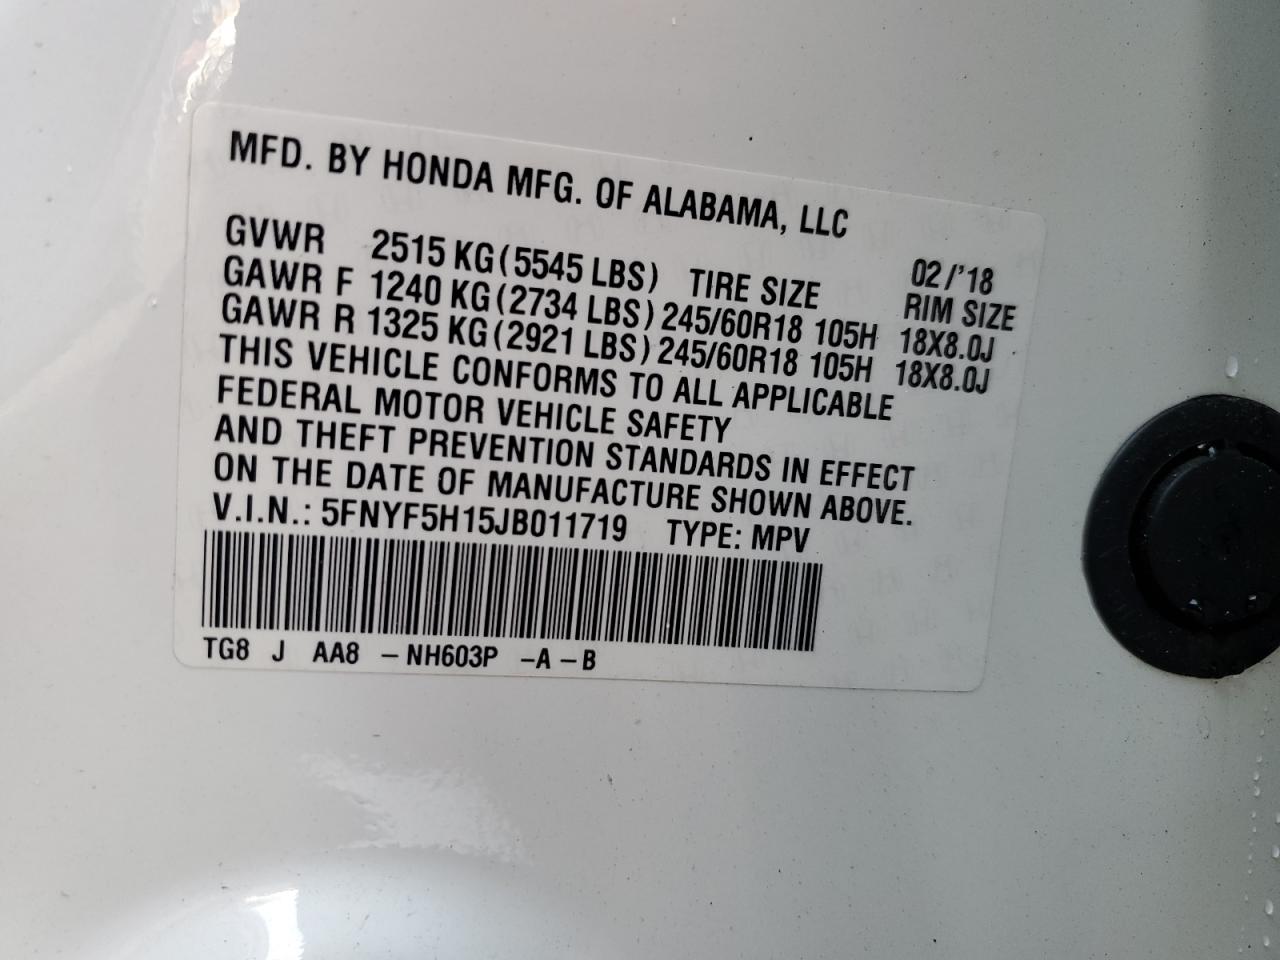 MFD. BY HONDA MFG. OF ALABAMA, LLC
02/'18
GVWR 2515 KG(5545 LBS) TIRE SIZE RIM SIZE
GAWR F 1240 KG(2734 LBS) 245/60R18 105H 18X8.0J
GAWR R 1325 KG(2921 LBS) 245/60R18 105H 18X8.0J
THIS VEHICLE CONFORMS TO ALL APPLICABLE
FEDERAL MOTOR VEHICLE SAFETY
AND THEFT PREVENTION STANDARDS IN EFFECT
ON THE DATE OF MANUFACTURE SHOWN ABOVE.
V.I.N.: 5FNYF5H15JB011719 TYPE: MPV
TG8 J AA8 -NH603P -A -B